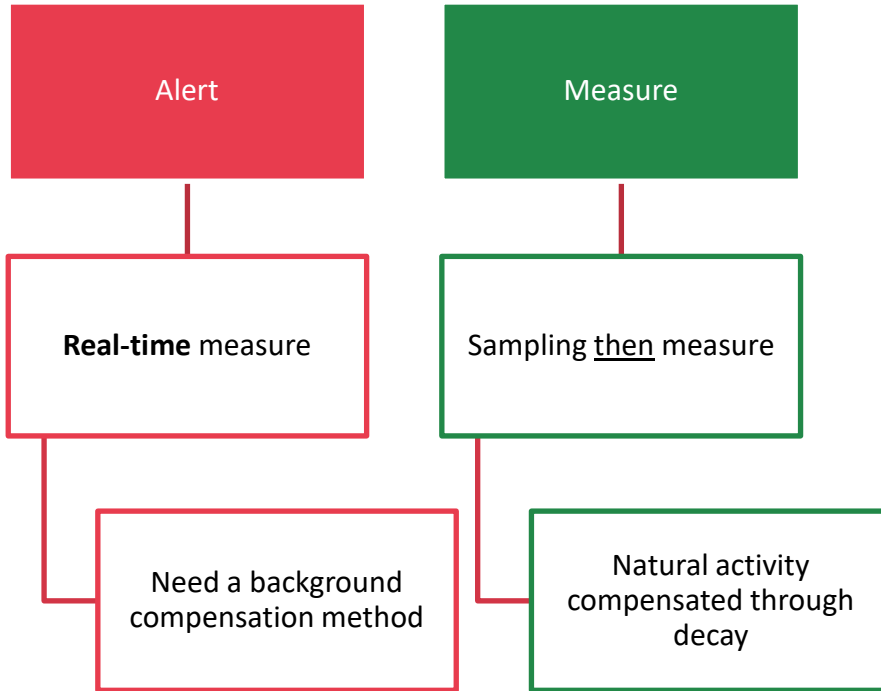 Alert
Measure
Real-time measure
Sampling then measure
Need a background
compensation method
Natural activity
compensated through
decay